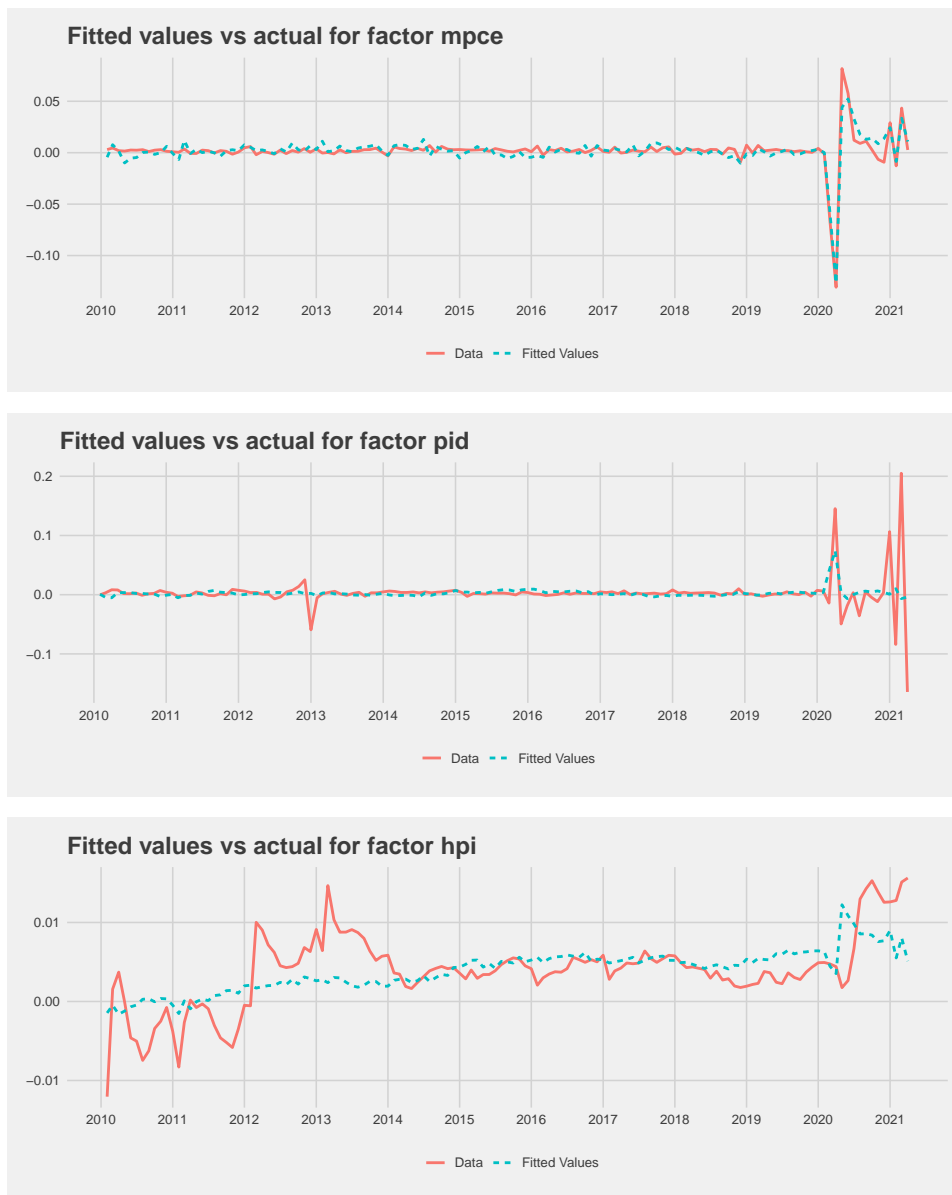 Fitted values vs actual for factor mpce
0.05
0.00
−0.05
−0.10
2010 2011 2012 2013 2014 2015 2016 2017 2018 2019 2020 2021
Data Fitted Values
Fitted values vs actual for factor pid
0.2
0.1
0.0
−0.1
2010 2011 2012 2013 2014 2015 2016 2017 2018 2019 2020 2021
Data Fitted Values
Fitted values vs actual for factor hpi
0.01
0.00
−0.01
2010 2011 2012 2013 2014 2015 2016 2017 2018 2019 2020 2021
Data Fitted Values